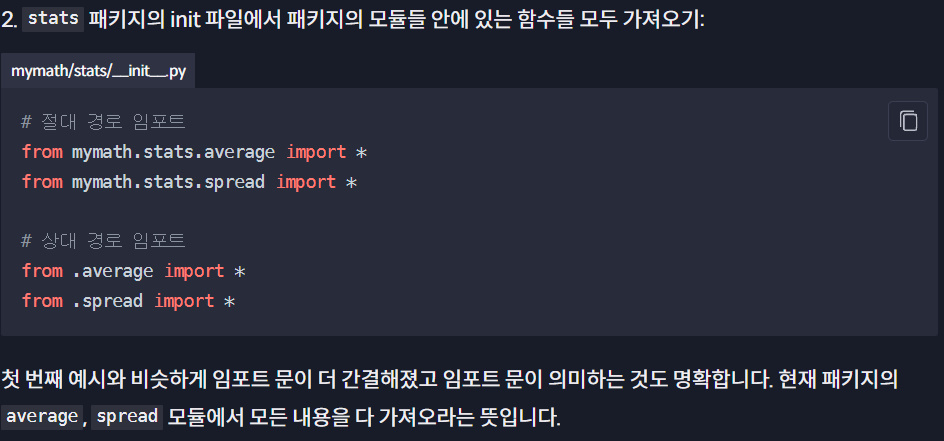 2. stats 패키지의 init 파일에서 패키지의 모듈들 안에 있는 함수들 모두 가져오기:
mymath/stats/__init__.py
# 절대 경로 임포트
from mymath.stats.average import *
from mymath.stats.spread import *
# 상대 경로 임포트
from .average import *
from .spread import *
첫 번째 예시와 비슷하게 임포트 문이 더 간결해졌고 임포트 문이 의미하는 것도 명확합니다. 현재 패키지의
average, spread 모듈에서 모든 내용을 다 가져오라는 뜻입니다.